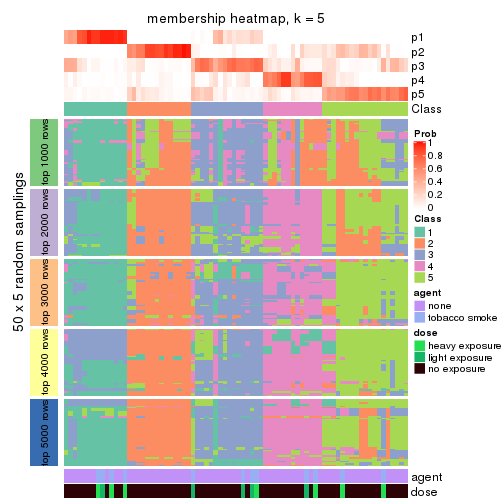 membership heatmap, k = 5
p1
p2
p3
p4
p5
Class
50 x 5 random samplings
top 1000 rows
top 2000 rows
top 3000 rows
top 4000 rows
top 5000 rows
Prob
1
0.8
0.6
0.4
0.2
0
Class
1
2
3
4
5
agent
none
tobacco smoke
dose
heavy exposure
light exposure
no exposure
agent
dose